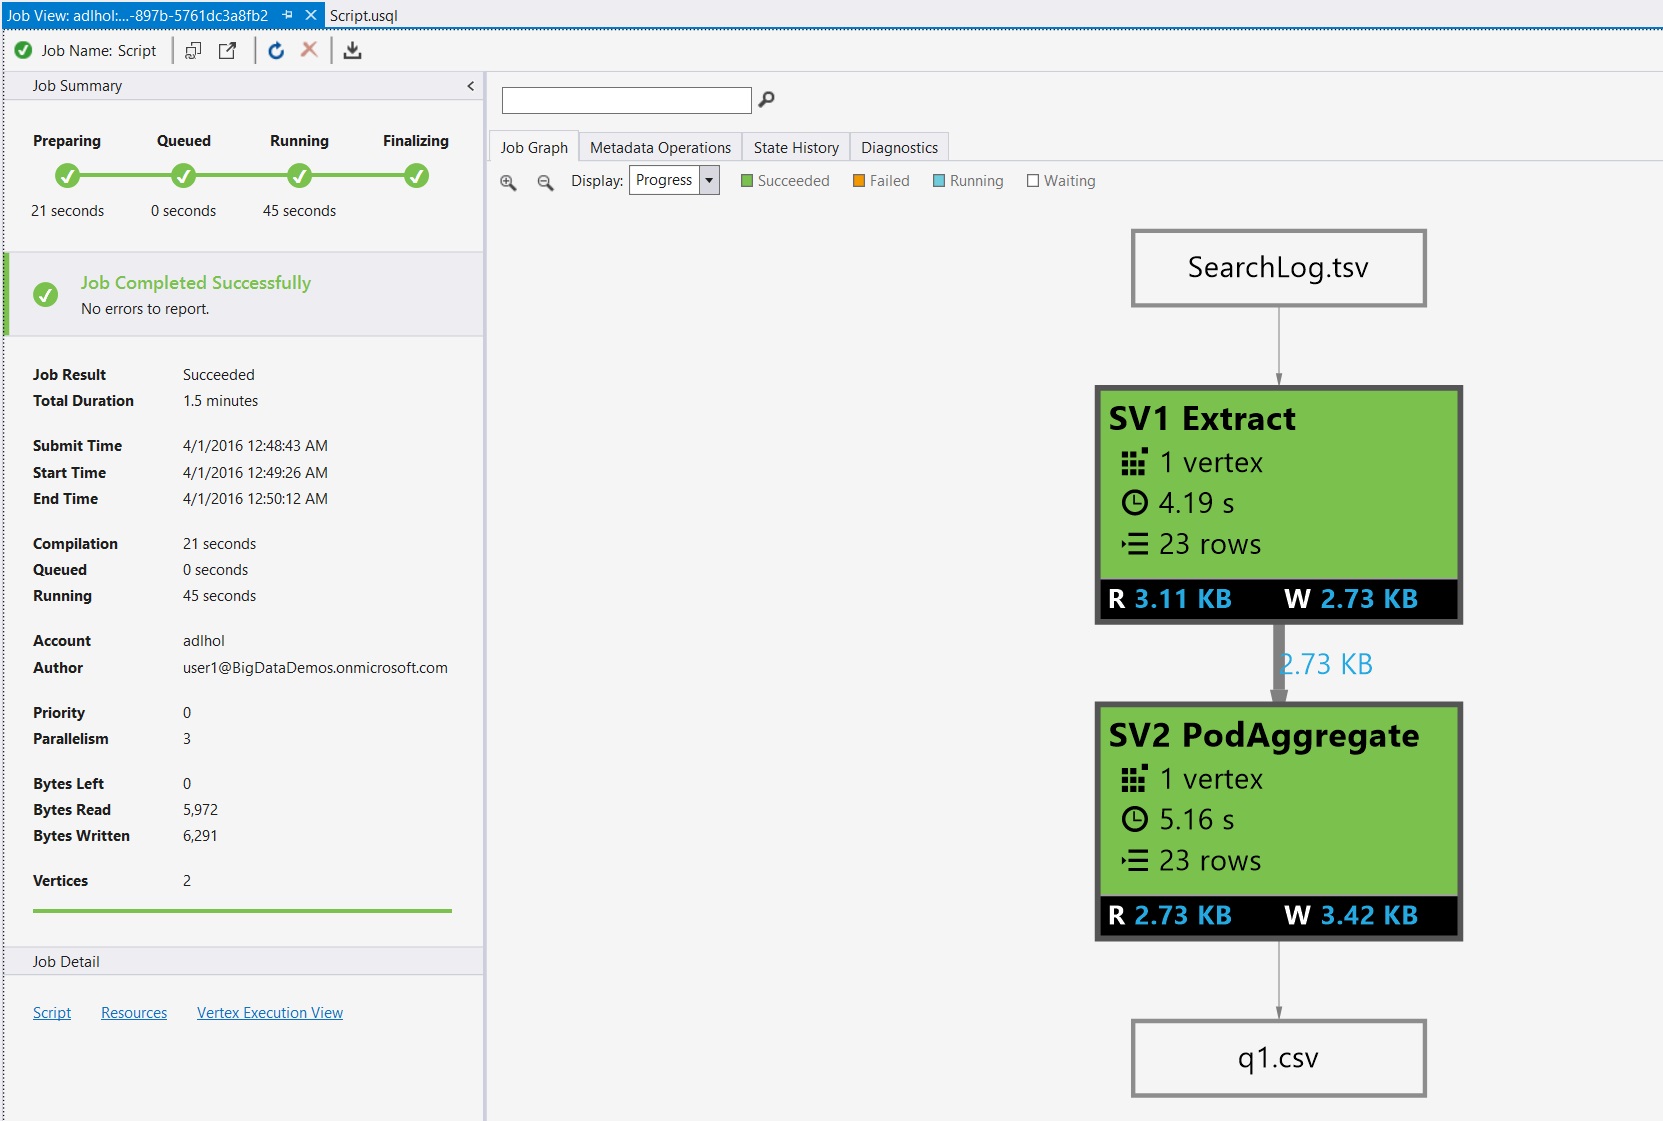 Job View: adlhol:...-897b-5761dc3a8fb2
Script.usql
Job Name: Script
Job Summary
Preparing Queued Running Finalizing
21 seconds 0 seconds 45 seconds
Job Completed Successfully
No errors to report.
Job Result Succeeded
Total Duration 1.5 minutes
Submit Time 4/1/2016 12:48:43 AM
Start Time 4/1/2016 12:49:26 AM
End Time 4/1/2016 12:50:12 AM
Compilation 21 seconds
Queued 0 seconds
Running 45 seconds
Account adlhol
Author user1@BigDataDemos.onmicrosoft.com
Priority 0
Parallelism 3
Bytes Left 0
Bytes Read 5,972
Bytes Written 6,291
Vertices 2
Job Detail
Script Resources Vertex Execution View
Job Graph Metadata Operations State History Diagnostics
Display: Progress Succeeded Failed Running Waiting
SearchLog.tsv
SV1 Extract
1 vertex
4.19 s
23 rows
R 3.11 KB W 2.73 KB
2.73 KB
SV2 PodAggregate
1 vertex
5.16 s
23 rows
R 2.73 KB W 3.42 KB
q1.csv